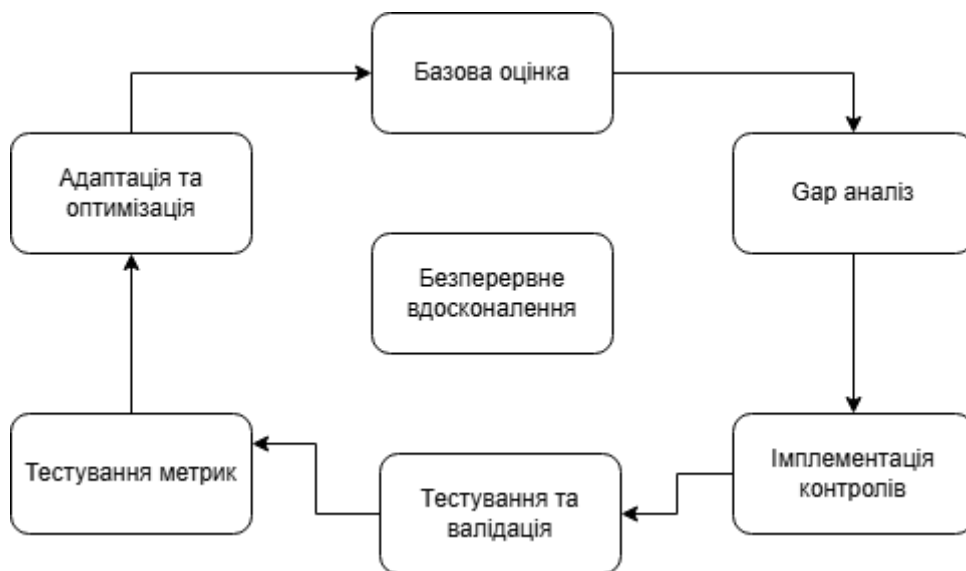 Базова оцінка
Адаптація та
оптимізація
Gap аналіз
Безперервне
вдосконалення
Тестування метрик
Тестування та
валідація
Імплементація
контролів